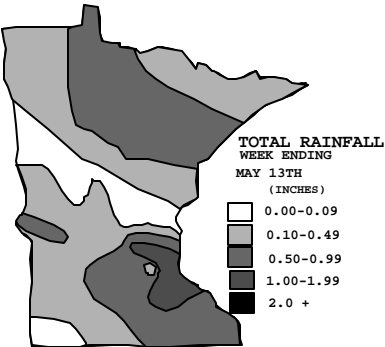 TOTAL RAINFALL
WEEK ENDING
MAY 13TH
(INCHES)
0.00-0.09
0.10-0.49
0.50-0.99
1.00-1.99
2.0 +